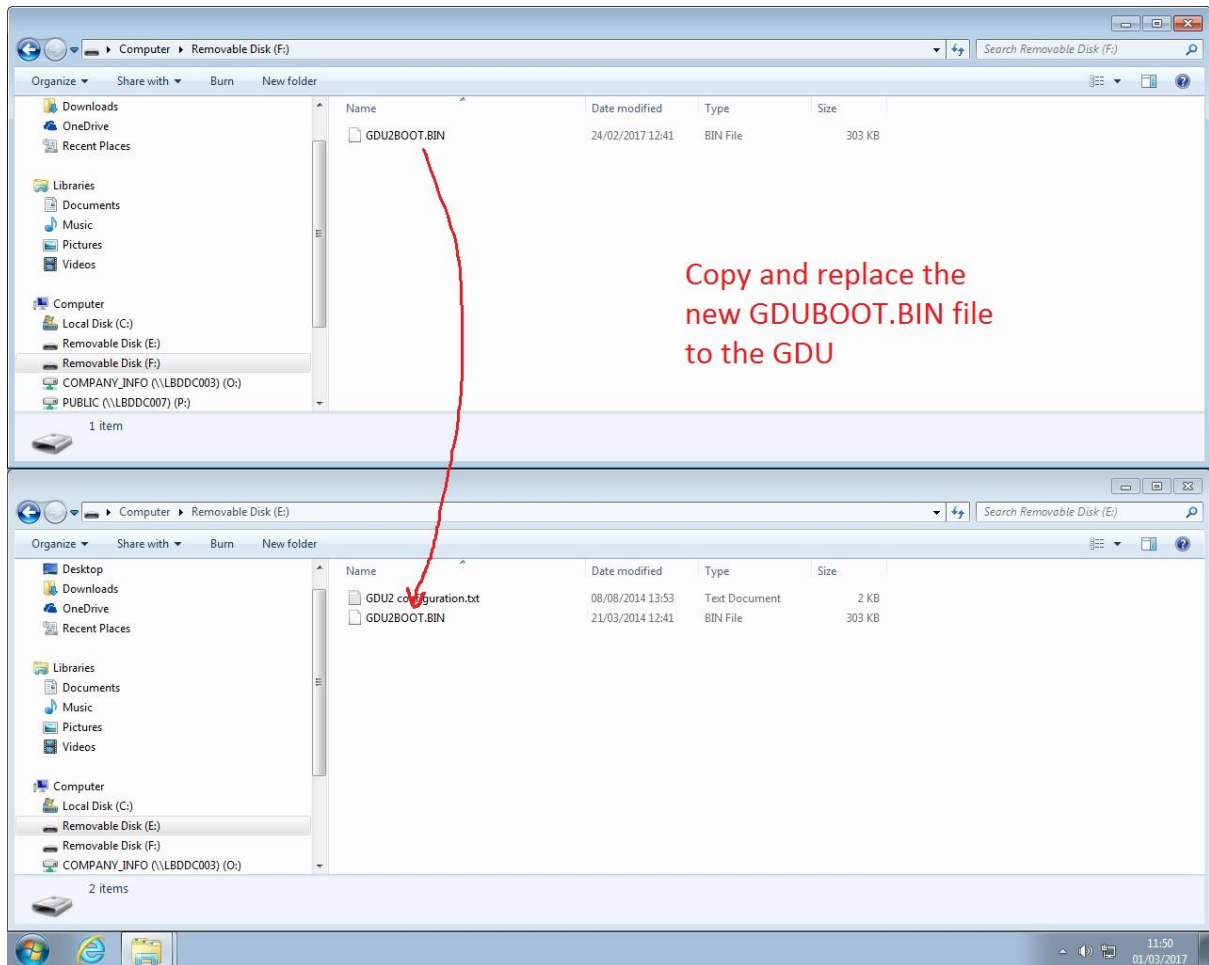 Computer ▸ Removable Disk (F:)
Search Removable Disk (F:)
Organize Share with Burn New folder
Downloads
OneDrive
Recent Places
Libraries
Documents
Music
Pictures
Videos
Computer
Local Disk (C:)
Removable Disk (E:)
Removable Disk (F:)
COMPANY_INFO (\\LBDDC003) (O:)
PUBLIC (\\LBDDC007) (P:)
Name Date modified Type Size
GDU2BOOT.BIN 24/02/2017 12:41 BIN File 303 KB
Copy and replace the
new GDUBOOT.BIN file
to the GDU
1 item
Computer ▸ Removable Disk (E:)
Search Removable Disk (E:)
Organize Share with Burn New folder
Desktop
Downloads
OneDrive
Recent Places
Libraries
Documents
Music
Pictures
Videos
Computer
Local Disk (C:)
Removable Disk (E:)
Removable Disk (F:)
COMPANY_INFO (\\LBDDC003) (O:)
Name Date modified Type Size
GDU2 configuration.txt 08/08/2014 13:53 Text Document 2 KB
GDU2BOOT.BIN 21/03/2014 12:41 BIN File 303 KB
2 items
11:50
01/03/2017